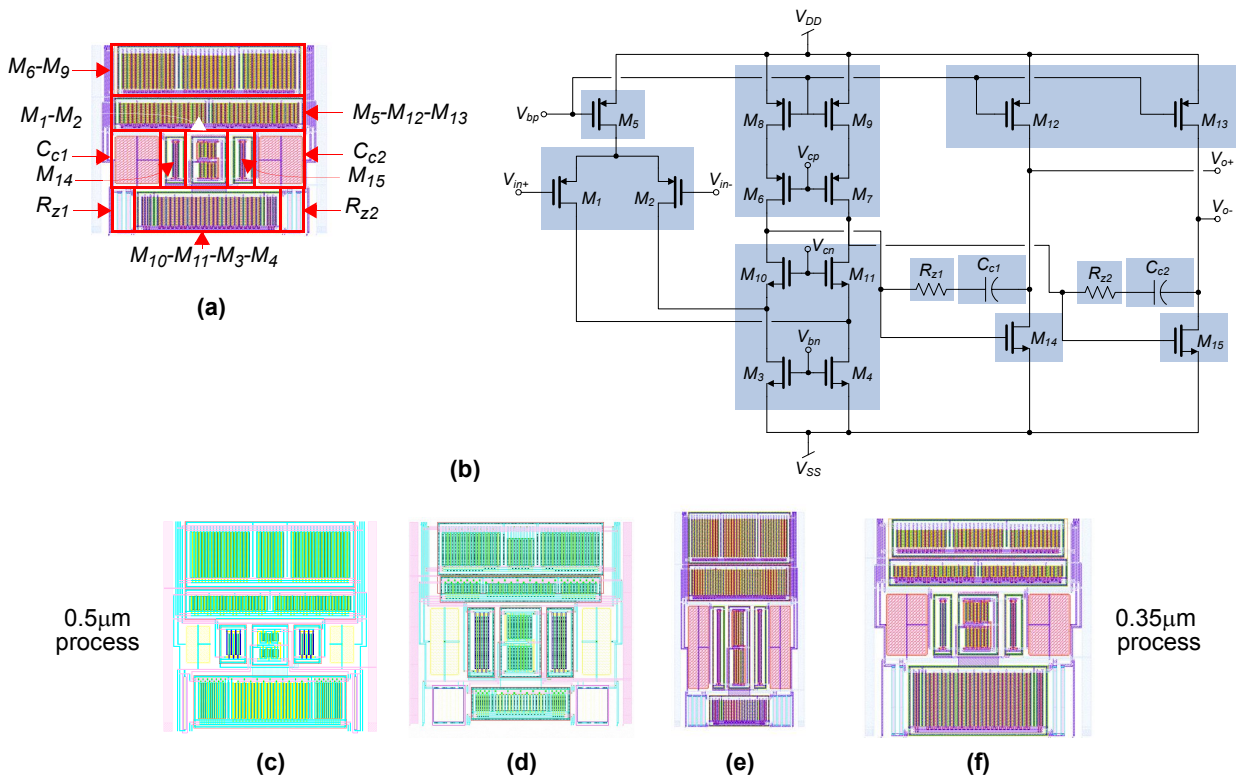 M6-M9
M1-M2
Cc1
M14
Rz1
M5-M12-M13
Cc2
M15
Rz2
M10-M11-M3-M4
(a)
VDD
Vbp
M5
M8
M9
M12
M13
Vo+
Vin+
M1
M2
Vin-
Vcp
M6
M7
Vo-
Vcn
M10
M11
Rz1
Cc1
Rz2
Cc2
Vbn
M3
M4
M14
M15
VSS
(b)
0.5μm
process
0.35μm
process
(c)
(d)
(e)
(f)